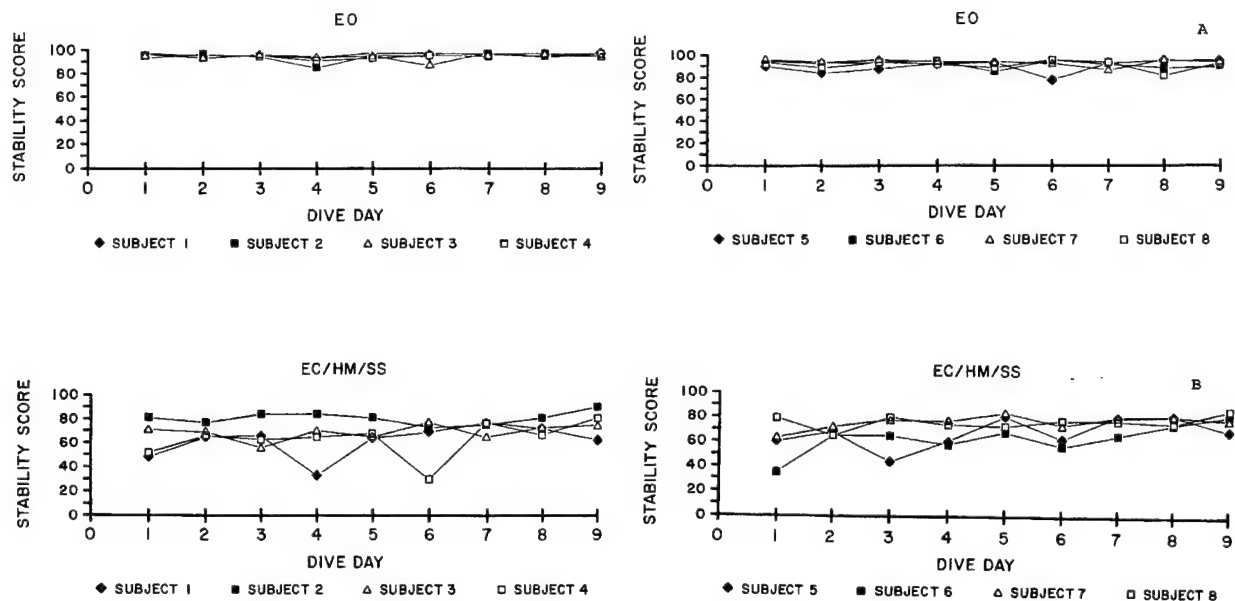 EO
STABILITY SCORE
100
80
60
40
20
0
0 1 2 3 4 5 6 7 8 9
DIVE DAY
SUBJECT 1 SUBJECT 2 SUBJECT 3 SUBJECT 4
EO
A
STABILITY SCORE
100
80
60
40
20
0
0 1 2 3 4 5 6 7 8 9
DIVE DAY
SUBJECT 5 SUBJECT 6 SUBJECT 7 SUBJECT 8
EC/HM/SS
STABILITY SCORE
100
80
60
40
20
0
0 1 2 3 4 5 6 7 8 9
DIVE DAY
SUBJECT 1 SUBJECT 2 SUBJECT 3 SUBJECT 4
EC/HM/SS
B
STABILITY SCORE
100
80
60
40
20
0
0 1 2 3 4 5 6 7 8 9
DIVE DAY
SUBJECT 5 SUBJECT 6 SUBJECT 7 SUBJECT 8